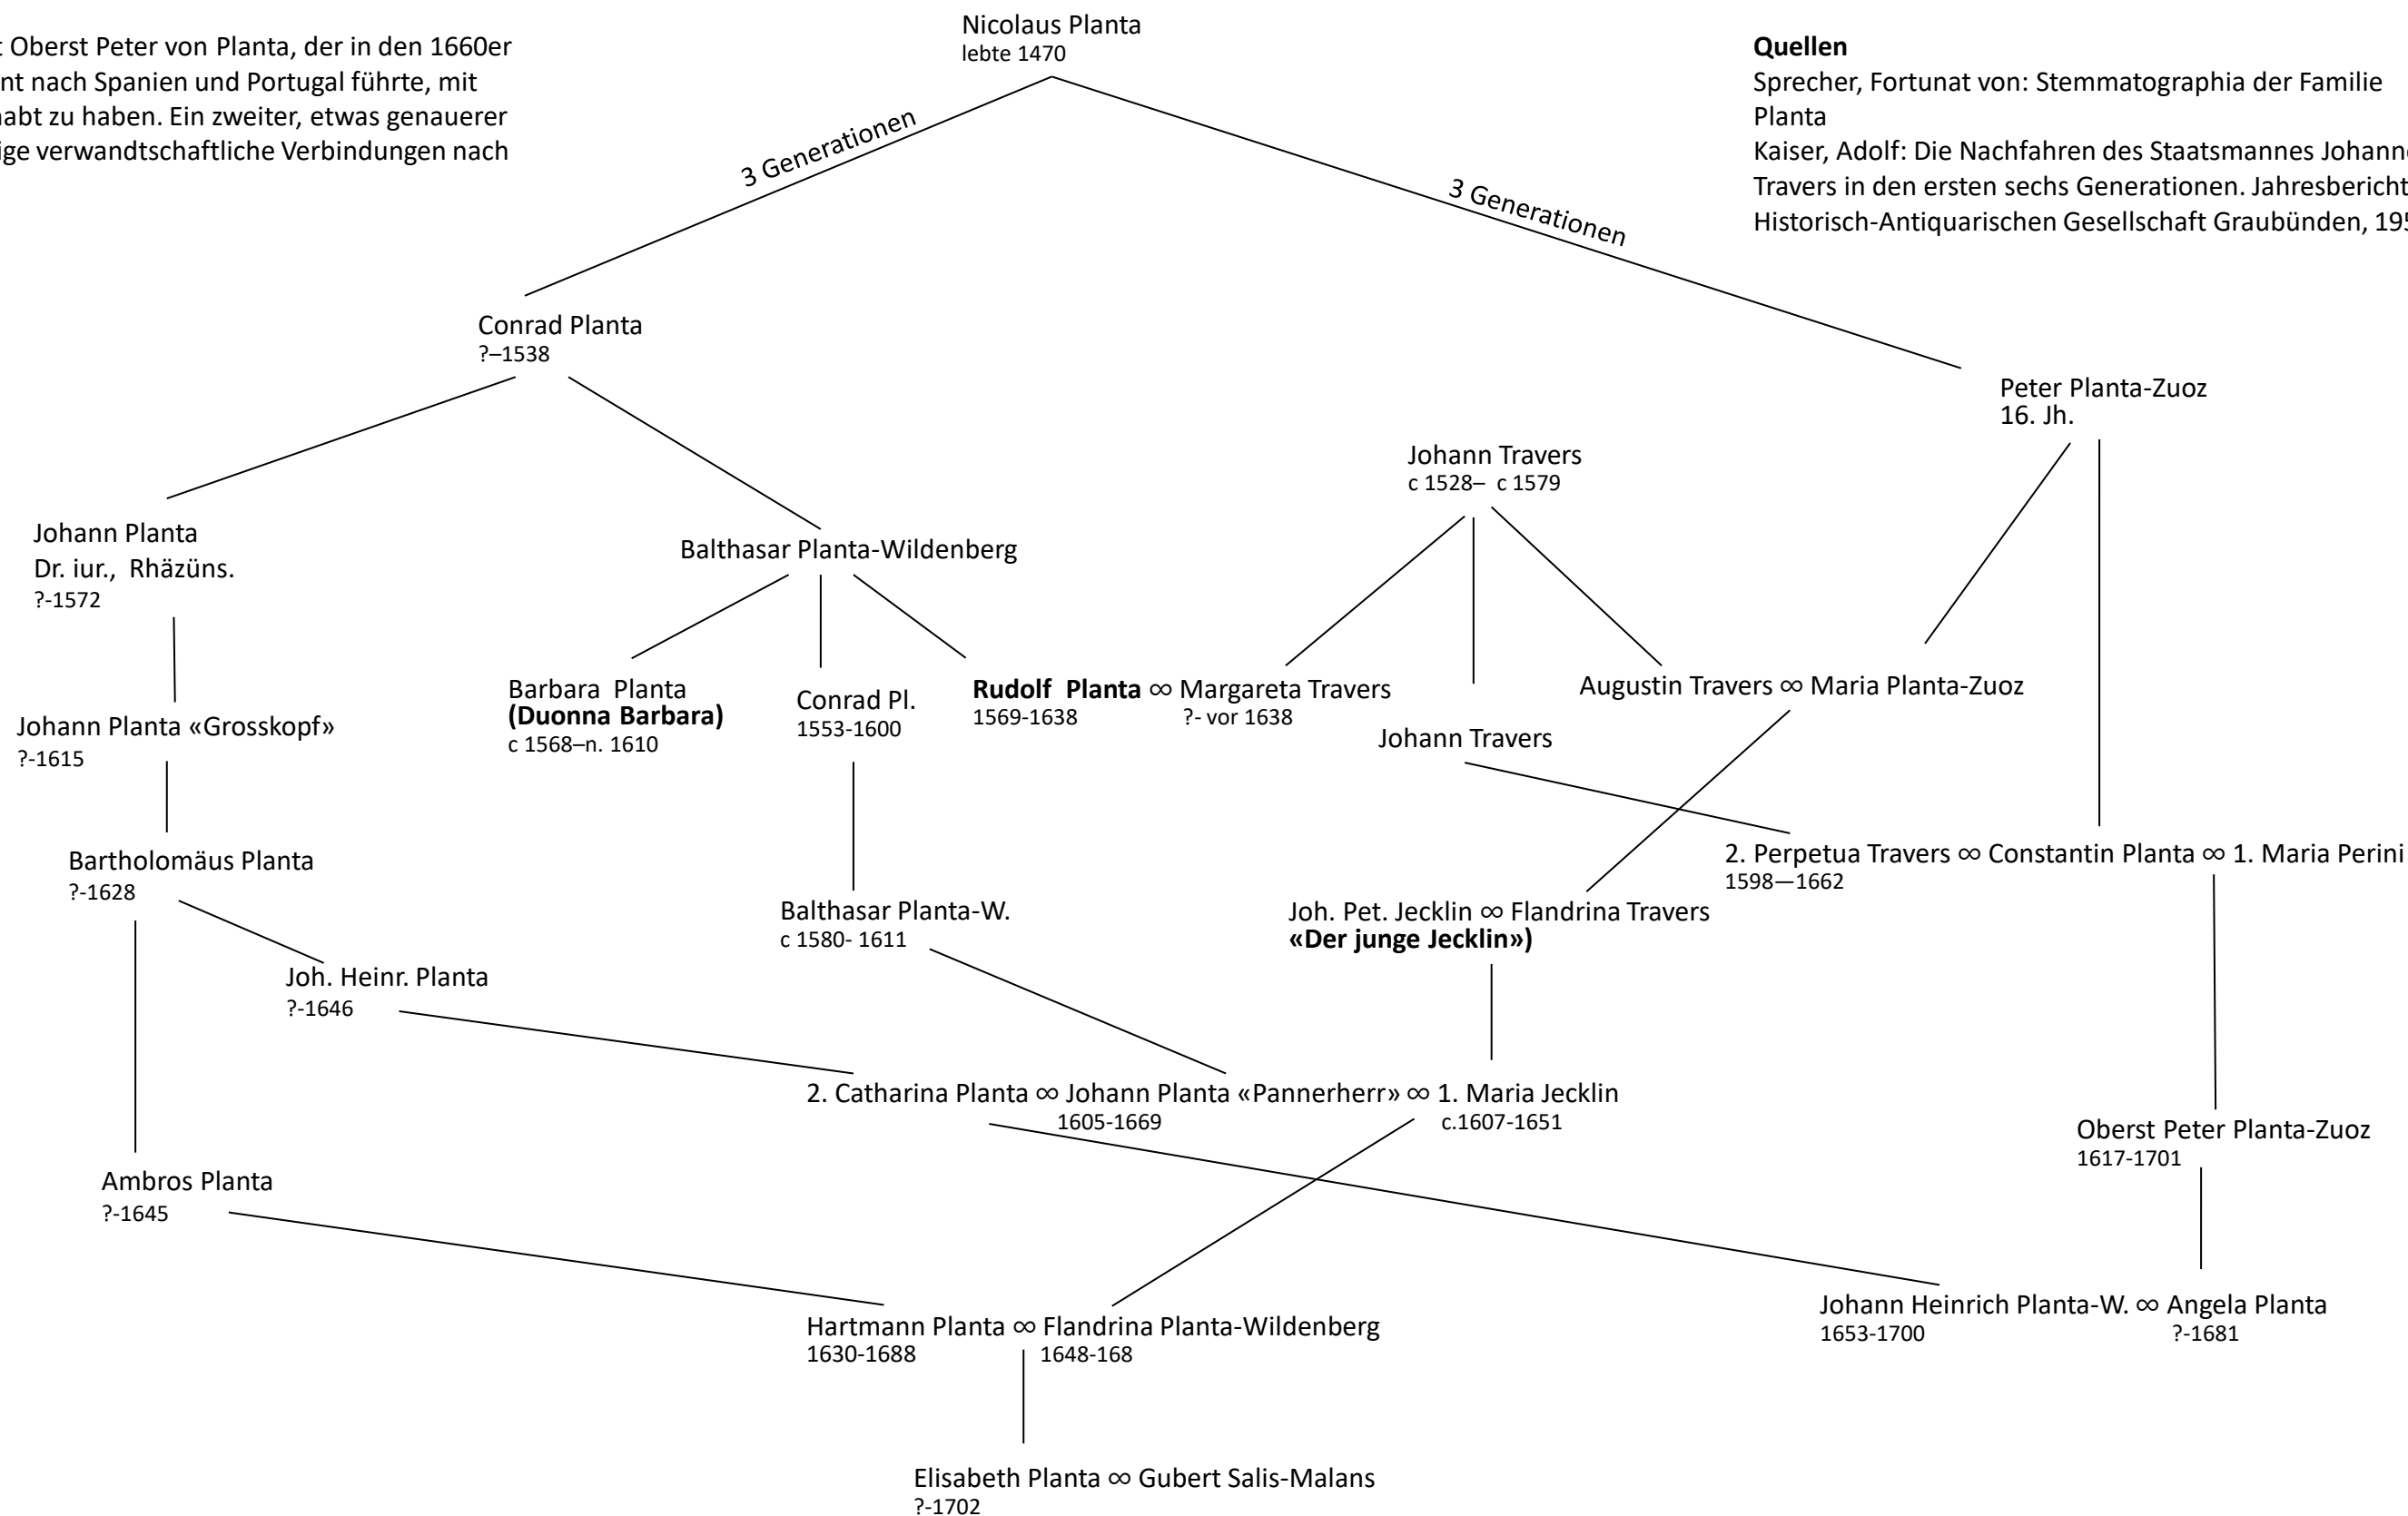 t Oberst Peter von Planta, der in den 1660er
nt nach Spanien und Portugal führte, mit
abt zu haben. Ein zweiter, etwas genauerer
ige verwandtschaftliche Verbindungen nach
Nicolaus Planta
lebte 1470
Quellen
Sprecher, Fortunat von: Stemmatographia der Familie
Planta
Kaiser, Adolf: Die Nachfahren des Staatsmannes Johann
Travers in den ersten sechs Generationen. Jahresbericht
Historisch-Antiquarischen Gesellschaft Graubünden, 195
3 Generationen
3 Generationen
Conrad Planta
?–1538
Peter Planta-Zuoz
16. Jh.
Johann Travers
c 1528– c 1579
Johann Planta
Dr. iur., Rhäzüns.
?-1572
Balthasar Planta-Wildenberg
Barbara Planta
(Duonna Barbara)
c 1568–n. 1610
Conrad Pl.
1553-1600
Rudolf Planta ∞ Margareta Travers
1569-1638 ?- vor 1638
Augustin Travers ∞ Maria Planta-Zuoz
Johann Planta «Grosskopf»
?-1615
Johann Travers
Bartholomäus Planta
?-1628
2. Perpetua Travers ∞ Constantin Planta ∞ 1. Maria Perini
1598—1662
Balthasar Planta-W.
c 1580- 1611
Joh. Pet. Jecklin ∞ Flandrina Travers
«Der junge Jecklin»)
Joh. Heinr. Planta
?-1646
2. Catharina Planta ∞ Johann Planta «Pannerherr» ∞ 1. Maria Jecklin
1605-1669 c.1607-1651
Oberst Peter Planta-Zuoz
1617-1701
Ambros Planta
?-1645
Hartmann Planta ∞ Flandrina Planta-Wildenberg
1630-1688 1648-168
Johann Heinrich Planta-W. ∞ Angela Planta
1653-1700 ?-1681
Elisabeth Planta ∞ Gubert Salis-Malans
?-1702